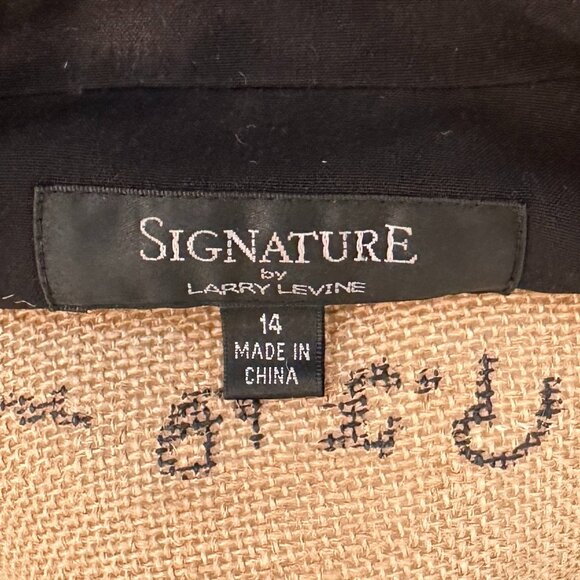 SIGNATURE
by
LARRY LEVINE
14
MADE IN
CHINA